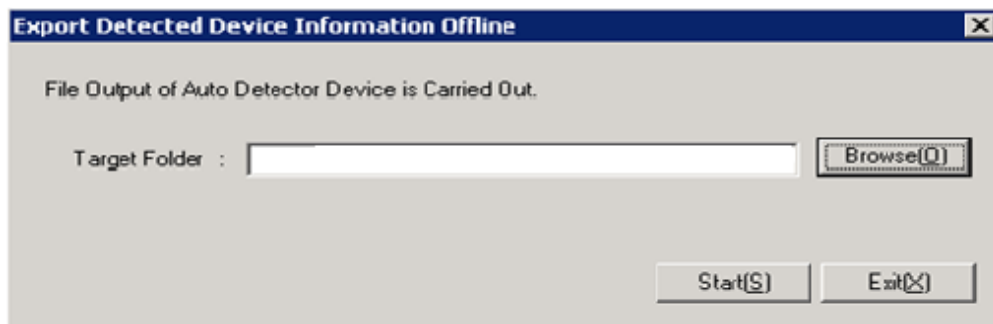 Export Detected Device Information Offline
File Output of Auto Detector Device is Carried Out.
Target Folder : Browse(O)
Start(S) Exit(X)